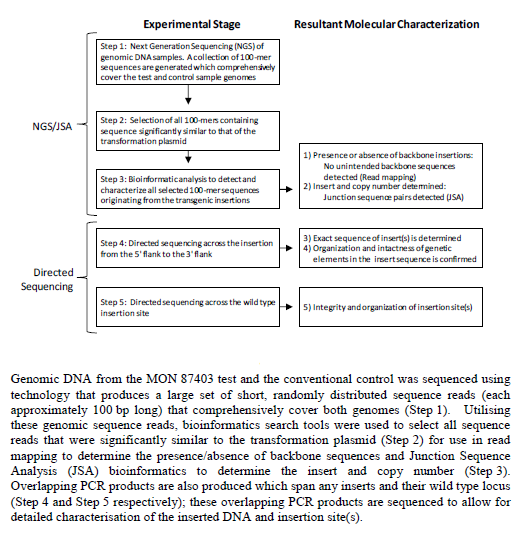 Experimental Stage
Resultant Molecular Characterization
Step 1: Next Generation Sequencing (NGS) of
genomic DNA samples. A collection of 100-mer
sequences are generated which comprehensively
cover the test and control sample genomes
NGS/JSA
Step 2: Selection of all 100-mers containing
sequence significantly similar to that of the
transformation plasmid
Step 3: Bioinformatic analysis to detect and
characterize all selected 100-mer sequences
originating from the transgenic insertions
1) Presence or absence of backbone insertions:
No unintended backbone sequences
detected (Read mapping)
2) Insert and copy number determined:
Junction sequence pairs detected (JSA)
Directed
Sequencing
Step 4: Directed sequencing across the insertion
from the 5' flank to the 3' flank
3) Exact sequence of insert(s) is determined
4) Organization and intactness of genetic
elements in the insert sequence is confirmed
Step 5: Directed sequencing across the wild type
insertion site
5) Integrity and organization of insertion site(s)
Genomic DNA from the MON 87403 test and the conventional control was sequenced using
technology that produces a large set of short, randomly distributed sequence reads (each
approximately 100 bp long) that comprehensively cover both genomes (Step 1). Utilising
these genomic sequence reads, bioinformatics search tools were used to select all sequence
reads that were significantly similar to the transformation plasmid (Step 2) for use in read
mapping to determine the presence/absence of backbone sequences and Junction Sequence
Analysis (JSA) bioinformatics to determine the insert and copy number (Step 3).
Overlapping PCR products are also produced which span any inserts and their wild type locus
(Step 4 and Step 5 respectively); these overlapping PCR products are sequenced to allow for
detailed characterisation of the inserted DNA and insertion site(s).